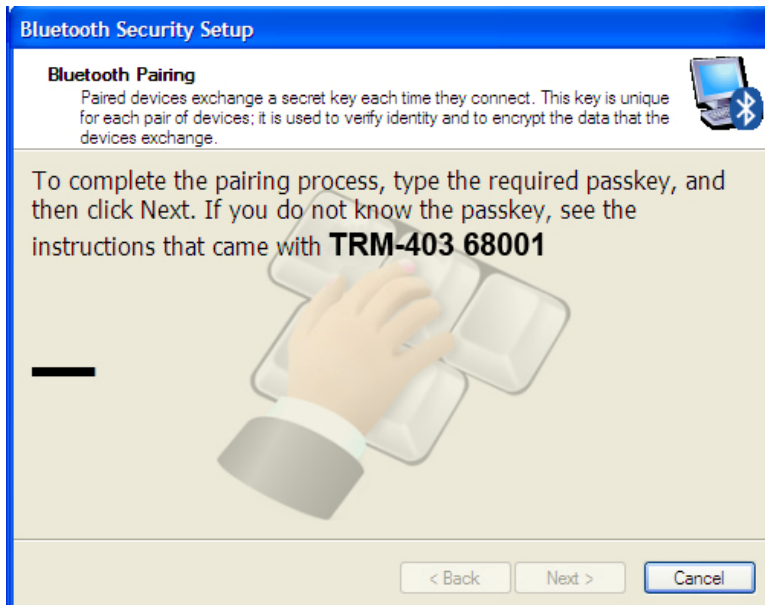 Bluetooth Security Setup
Bluetooth Pairing
Paired devices exchange a secret key each time they connect. This key is unique
for each pair of devices; it is used to verify identity and to encrypt the data that the
devices exchange.
To complete the pairing process, type the required passkey, and
then click Next. If you do not know the passkey, see the
instructions that came with TRM-403 68001
< Back
Next >
Cancel